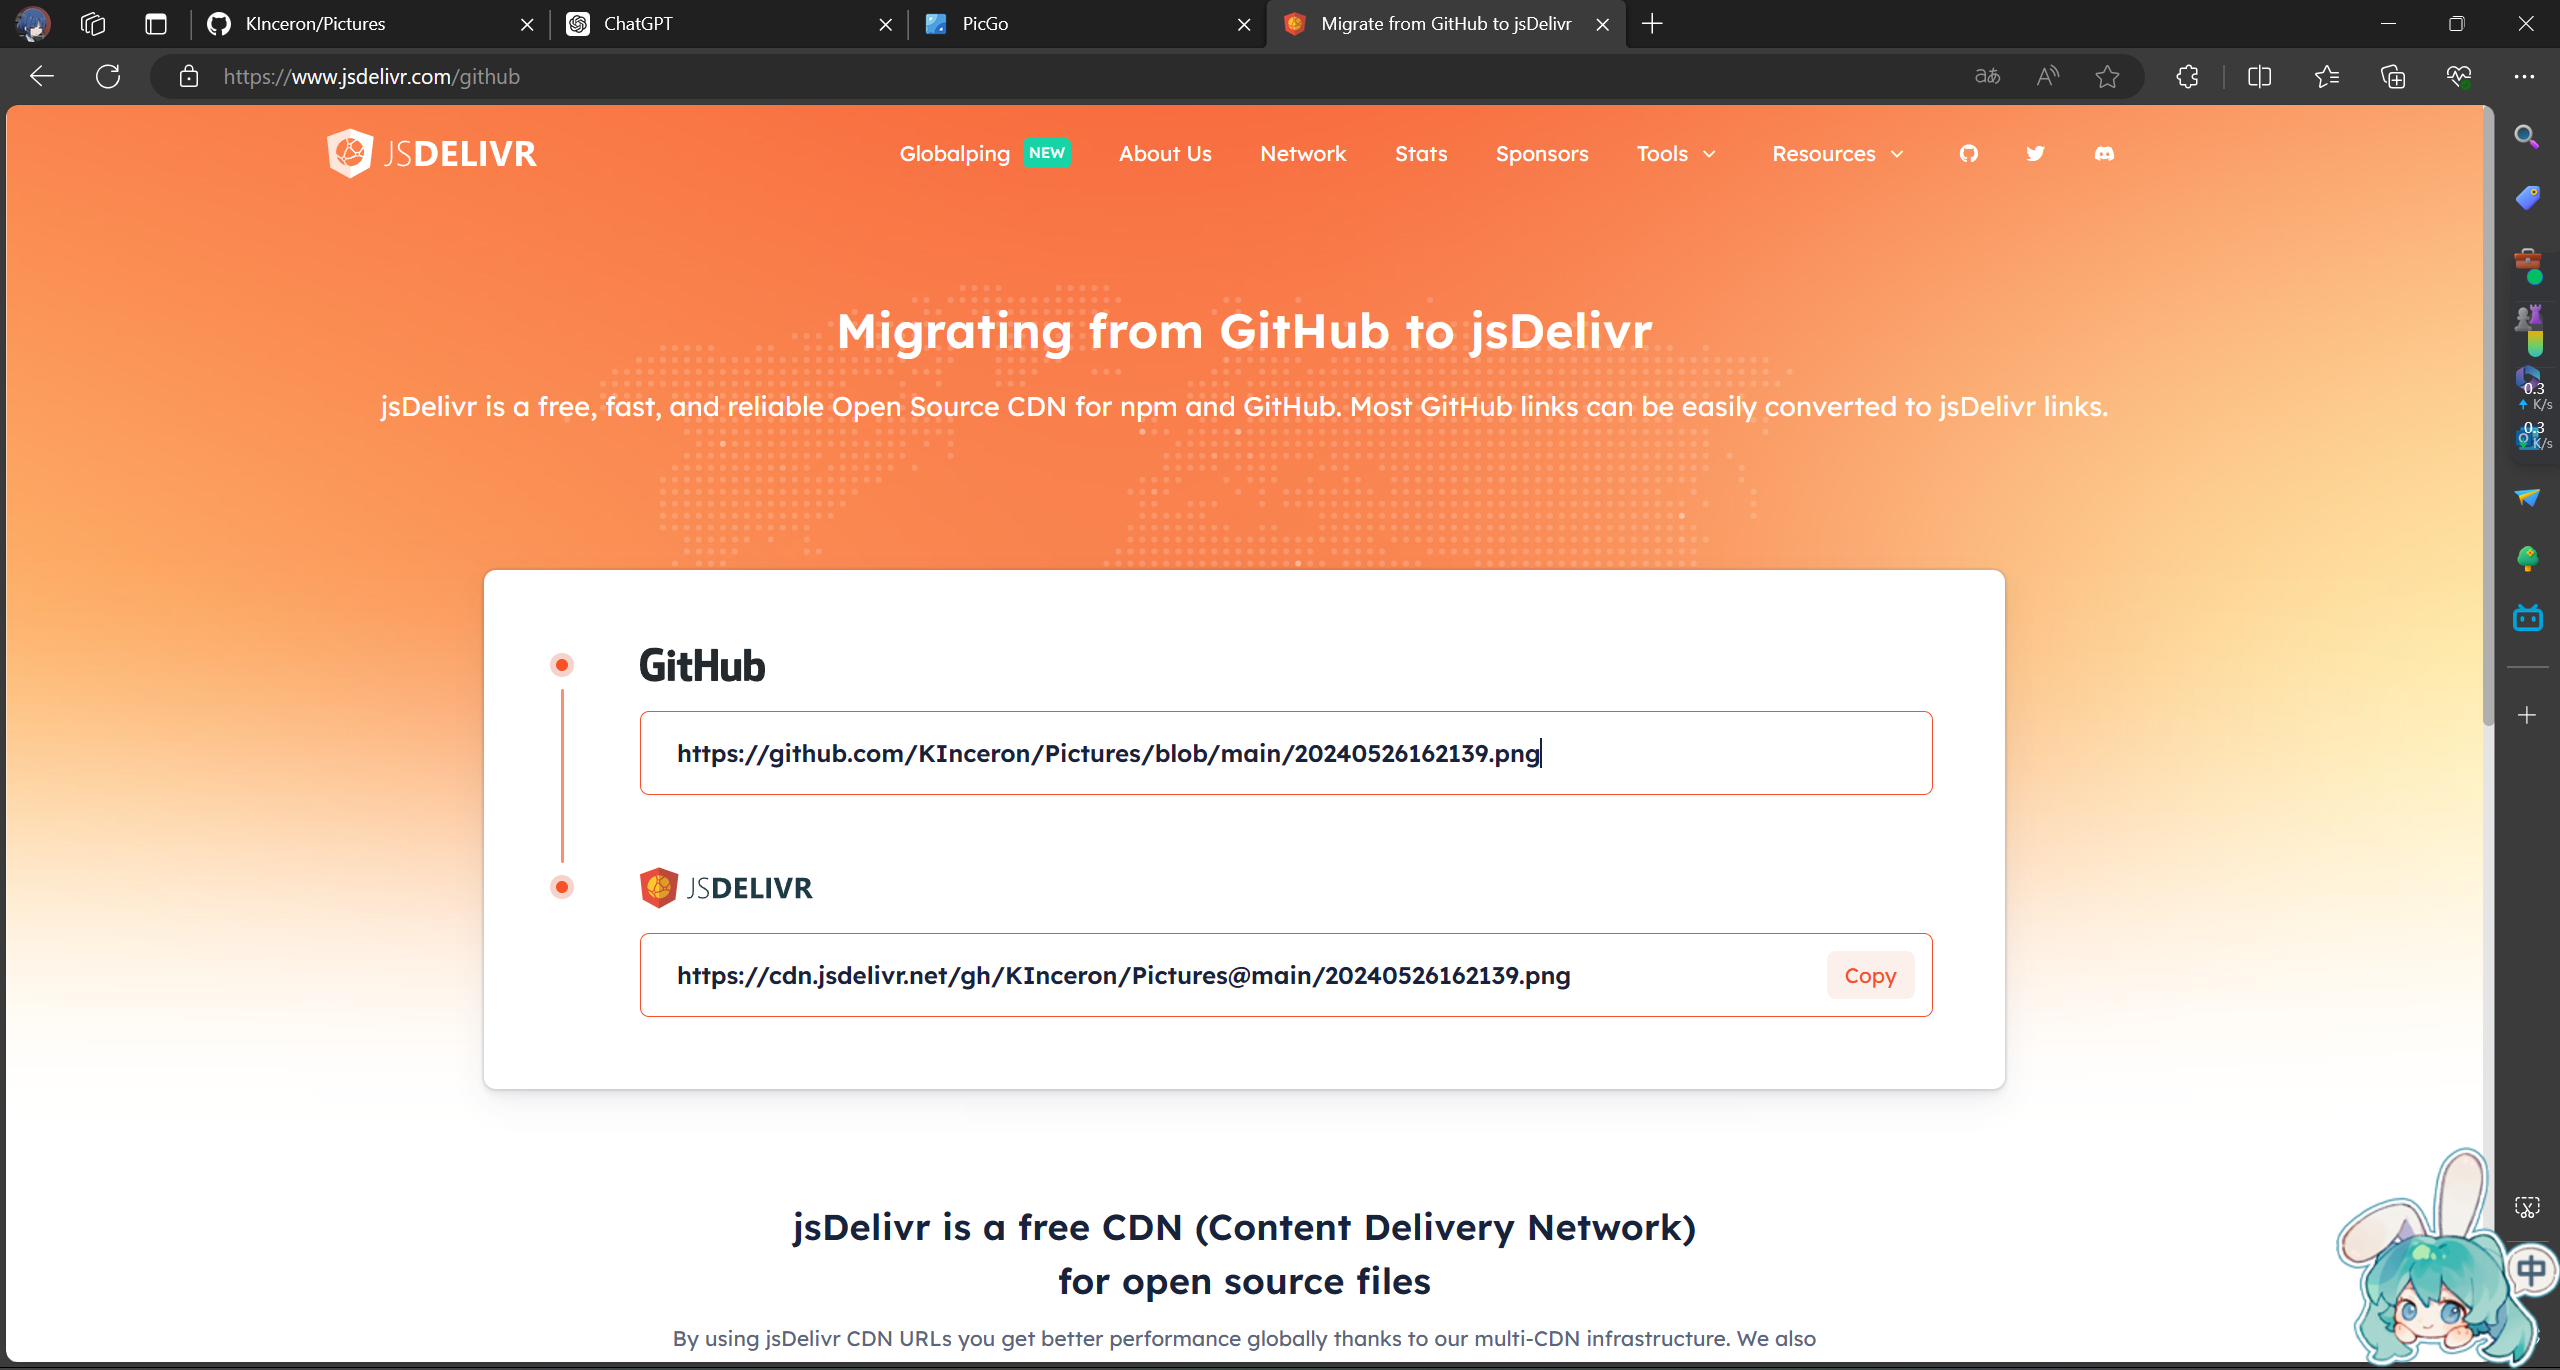 KInceron/Pictures
ChatGPT
PicGo
Migrate from GitHub to jsDelivr
https://www.jsdelivr.com/github
aあ
A
JSDELIVR
Globalping NEW About Us Network Stats Sponsors Tools Resources
Migrating from GitHub to jsDelivr
jsDelivr is a free, fast, and reliable Open Source CDN for npm and GitHub. Most GitHub links can be easily converted to jsDelivr links.
0.3
K/s
0.3
K/s
GitHub
https://github.com/KInceron/Pictures/blob/main/20240526162139.png
JSDELIVR
https://cdn.jsdelivr.net/gh/KInceron/Pictures@main/20240526162139.png
Copy
jsDelivr is a free CDN (Content Delivery Network)
for open source files
By using jsDelivr CDN URLs you get better performance globally thanks to our multi-CDN infrastructure. We also
中